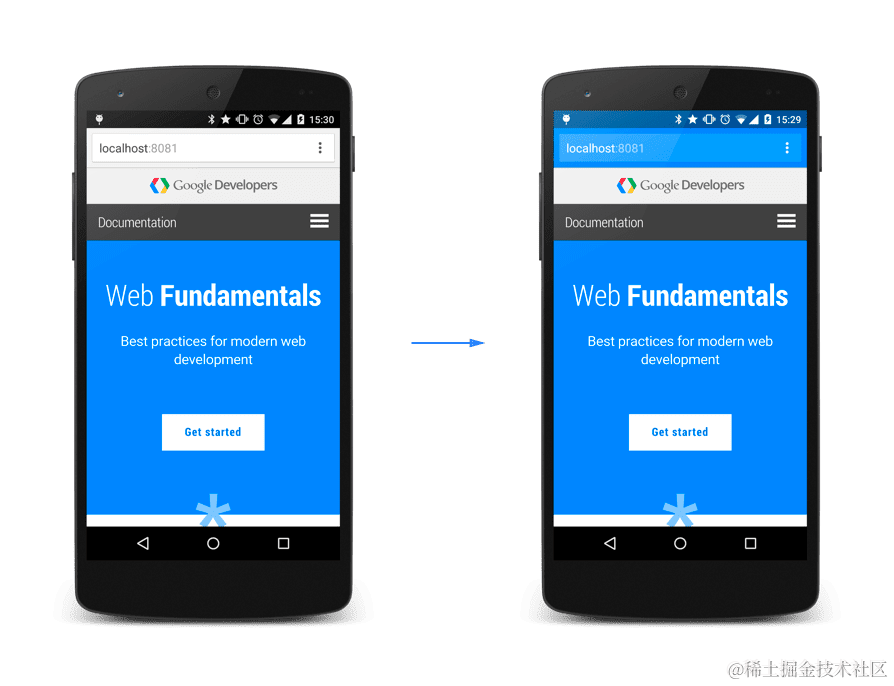 15:30
localhost:8081
Google Developers
Documentation
Web Fundamentals
Best practices for modern web
development
Get started
15:29
localhost:8081
Google Developers
Documentation
Web Fundamentals
Best practices for modern web
development
Get started
@稀土掘金技术社区